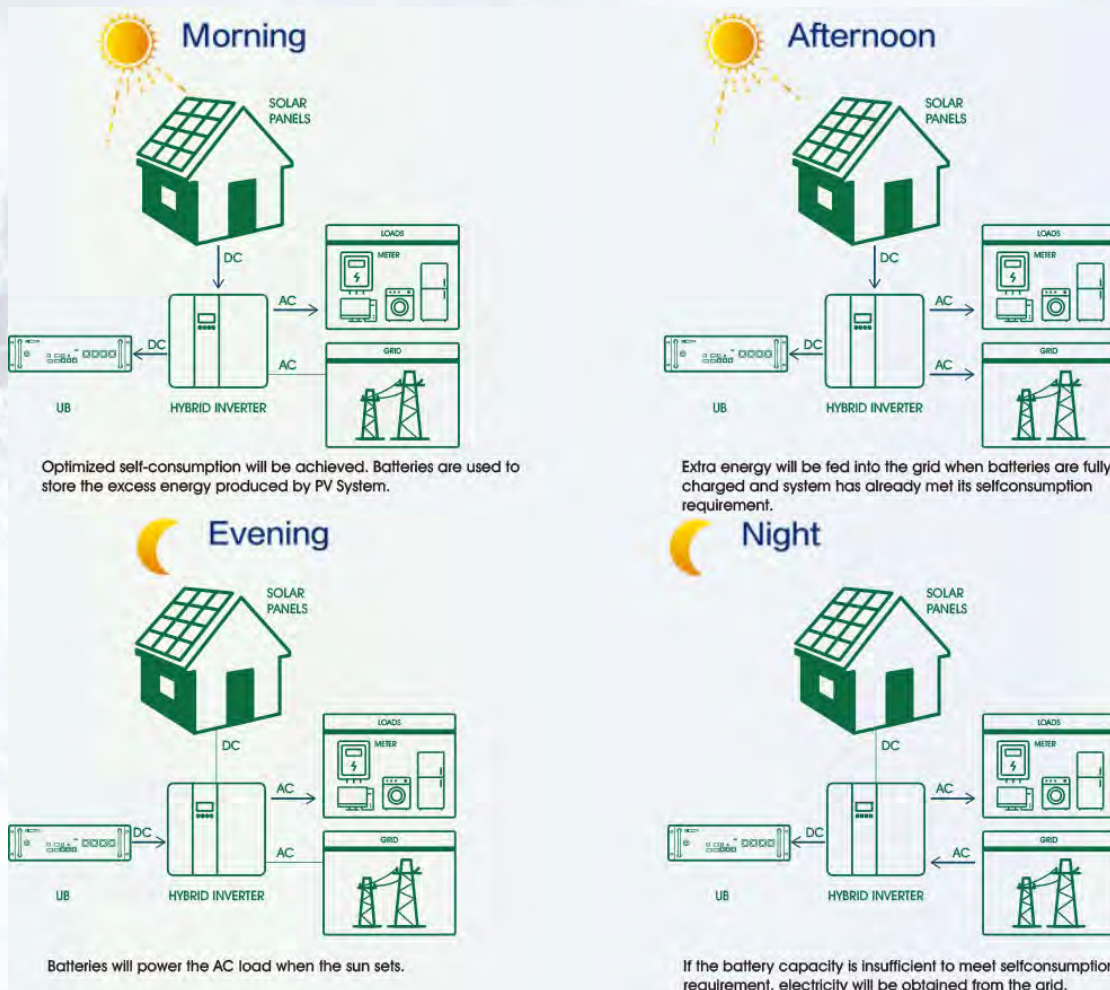 Morning
SOLAR
PANELS
LOADS
METER
DC
AC
DC
GRID
AC
UB
HYBRID INVERTER
Optimized self-consumption will be achieved. Batteries are used to
store the excess energy produced by PV System.
Afternoon
SOLAR
PANELS
LOADS
METER
DC
AC
DC
GRID
AC
UB
HYBRID INVERTER
Extra energy will be fed into the grid when batteries are fully
charged and system has already met its selfconsumption
requirement.
Evening
SOLAR
PANELS
LOADS
METER
DC
AC
DC
GRID
AC
UB
HYBRID INVERTER
Batteries will power the AC load when the sun sets.
Night
SOLAR
PANELS
LOADS
METER
DC
AC
DC
GRID
AC
UB
HYBRID INVERTER
If the battery capacity is insufficient to meet selfconsumption
requirement, electricity will be obtained from the grid.